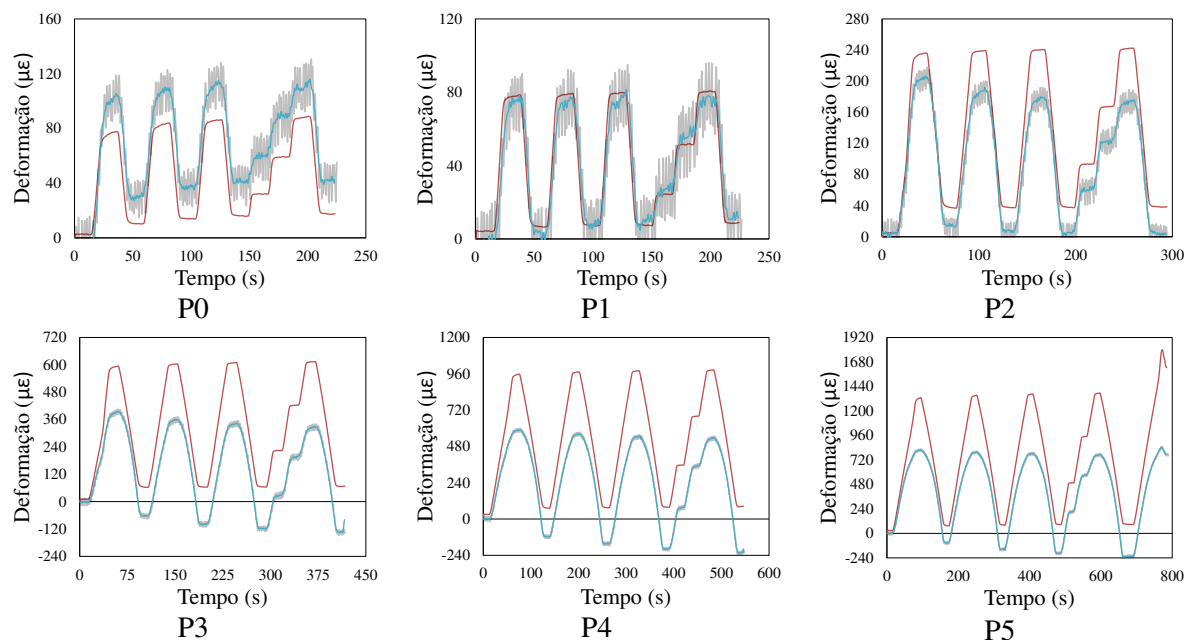 160
120
80
40
0
0 50 100 150 200 250
Deformação (με)
Tempo (s)
P0
120
80
40
0
0 50 100 150 200 250
Deformação (με)
Tempo (s)
P1
280
240
200
160
120
80
40
0
0 100 200 300
Deformação (με)
Tempo (s)
P2
720
600
480
360
240
120
0
-120
-240
0 75 150 225 300 375 450
Deformação (με)
Tempo (s)
P3
1200
960
720
480
240
0
-240
0 100 200 300 400 500 600
Deformação (με)
Tempo (s)
P4
1920
1680
1440
1200
960
720
480
240
0
-240
0 200 400 600 800
Deformação (με)
Tempo (s)
P5